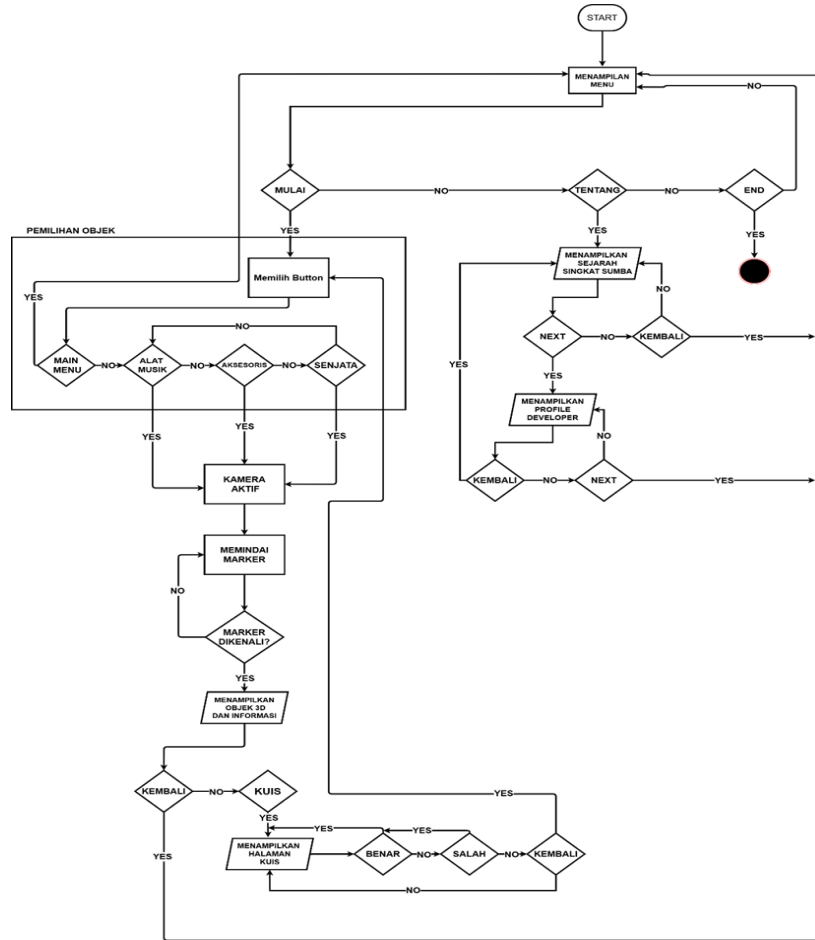 START
MENAMPILAN
MENU
NO
MULAI
NO
TENTANG
NO
END
YES
YES
YES
PEMILIHAN OBJEK
Memilih Button
MENAMPILKAN
SEJARAH
SINGKAT SUMBA
YES
NO
NO
MAIN
MENU
NO
ALAT
MUSIK
NO
AKSESORIS
NO
SENJATA
NEXT
NO
KEMBALI
YES
YES
YES
MENAMPILKAN
PROFILE
DEVELOPER
YES
YES
YES
NO
KAMERA
AKTIF
KEMBALI
NO
NEXT
YES
MEMINDAI
MARKER
NO
MARKER
DIKENALI?
YES
MENAMPILKAN
OBJEK 3D
DAN INFORMASI
KEMBALI
NO
KUIS
YES
YES
YES
YES
MENAMPILKAN
HALAMAN
KUIS
BENAR
NO
SALAH
NO
KEMBALI
YES
NO